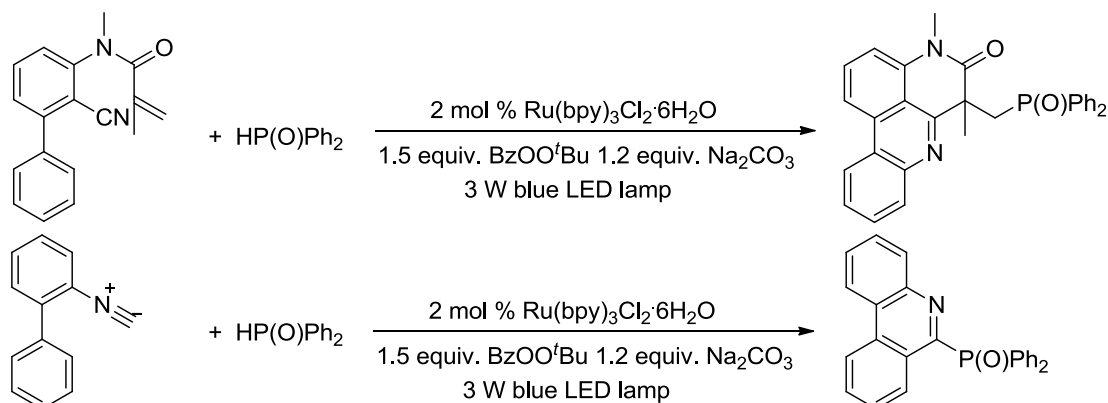 N
O
CN
+ HP(O)Ph₂
2 mol % Ru(bpy)₃Cl₂·6H₂O
1.5 equiv. BzOOᵗBu 1.2 equiv. Na₂CO₃
3 W blue LED lamp
N
O
P(O)Ph₂
N
N⁺
-
+ HP(O)Ph₂
2 mol % Ru(bpy)₃Cl₂·6H₂O
1.5 equiv. BzOOᵗBu 1.2 equiv. Na₂CO₃
3 W blue LED lamp
N
P(O)Ph₂